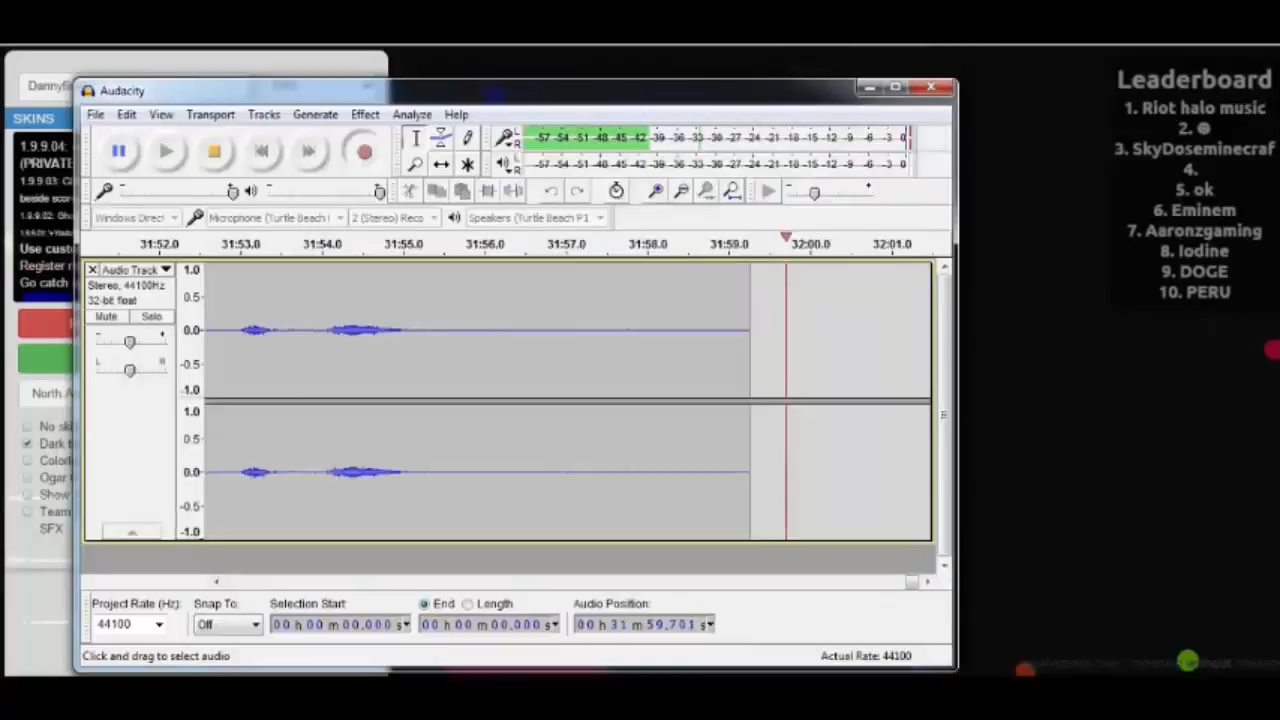 Danny
SKINS
1.9.9.04:
(PRIVATE
1.9.9.03:
beside
1.9.9.02:
Use
Register
Go catch
North
No
Dark
Ogar
Show
Team
SFX
Audacity
File Edit View Transport Tracks Generate Effect Analyze Help
L
R
-57 -54 -51 -48 -45 -42 -39 -36 -33 -30 -27 -24 -21 -18 -15 -12 -9 -6 -3 0
L
R
-57 -54 -51 -48 -45 -42 -39 -36 -33 -30 -27 -24 -21 -18 -15 -12 -9 -6 -3 0
- + - + - +
Windows Direct Microphone (Turtle Beach 2 (Stereo) Reco Speakers (Turtle Beach P1
31:52.0 31:53.0 31:54.0 31:55.0 31:56.0 31:57.0 31:58.0 31:59.0 32:00.0 32:01.0
Audio Track
Stereo, 44100Hz
32-bit float
Mute Solo
- +
L R
1.0
0.5
0.0
-0.5
-1.0
1.0
0.5
0.0
-0.5
-1.0
Project Rate (Hz): Snap To: Selection Start: End Length Audio Position:
44100 Off 00 h 00 m 00,000 s 00 h 00 m 00,000 s 00 h 31 m 59,701 s
Click and drag to select audio Actual Rate: 44100
Leaderboard
1. Riot halo music
2.
3. SkyDoseminecraf
4.
5. ok
6. Eminem
7. Aaronzgaming
8. Iodine
9. DOGE
10. PERU